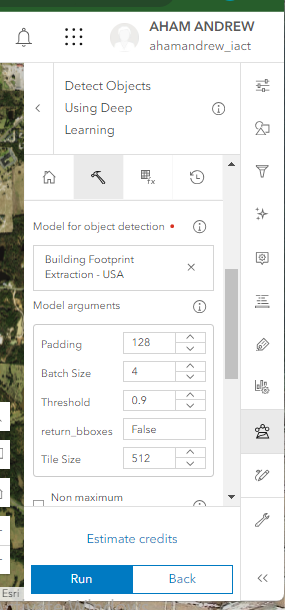 AHAM ANDREW
ahamandrew_iact
Detect Objects
Using Deep
Learning
Model for object detection
Building Footprint
Extraction - USA
Model arguments
Padding 128
Batch Size 4
Threshold 0.9
return_bboxes False
Tile Size 512
Non maximum
Estimate credits
Run Back
Esri